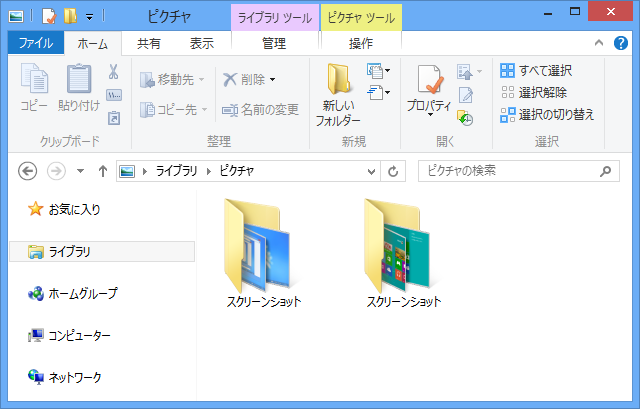 ピクチャ
ライブラリ ツール
ピクチャ ツール
ファイル
ホーム
共有
表示
管理
操作
コピー
貼り付け
クリップボード
移動先
コピー先
削除
名前の変更
整理
新しい
フォルダー
新規
プロパティ
開く
すべて選択
選択解除
選択の切り替え
選択
ライブラリ
ピクチャ
ピクチャの検索
お気に入り
ライブラリ
ホームグループ
コンピューター
ネットワーク
スクリーンショット
スクリーンショット